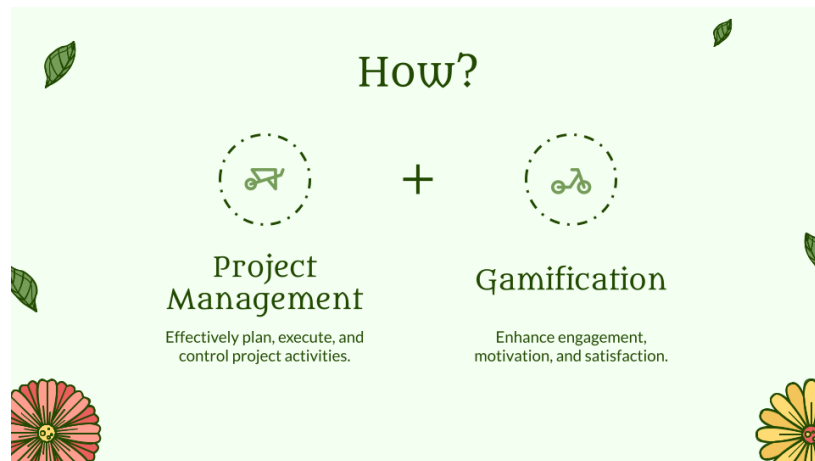 How?
+
Project
Management
Gamification
Effectively plan, execute, and
control project activities.
Enhance engagement,
motivation, and satisfaction.